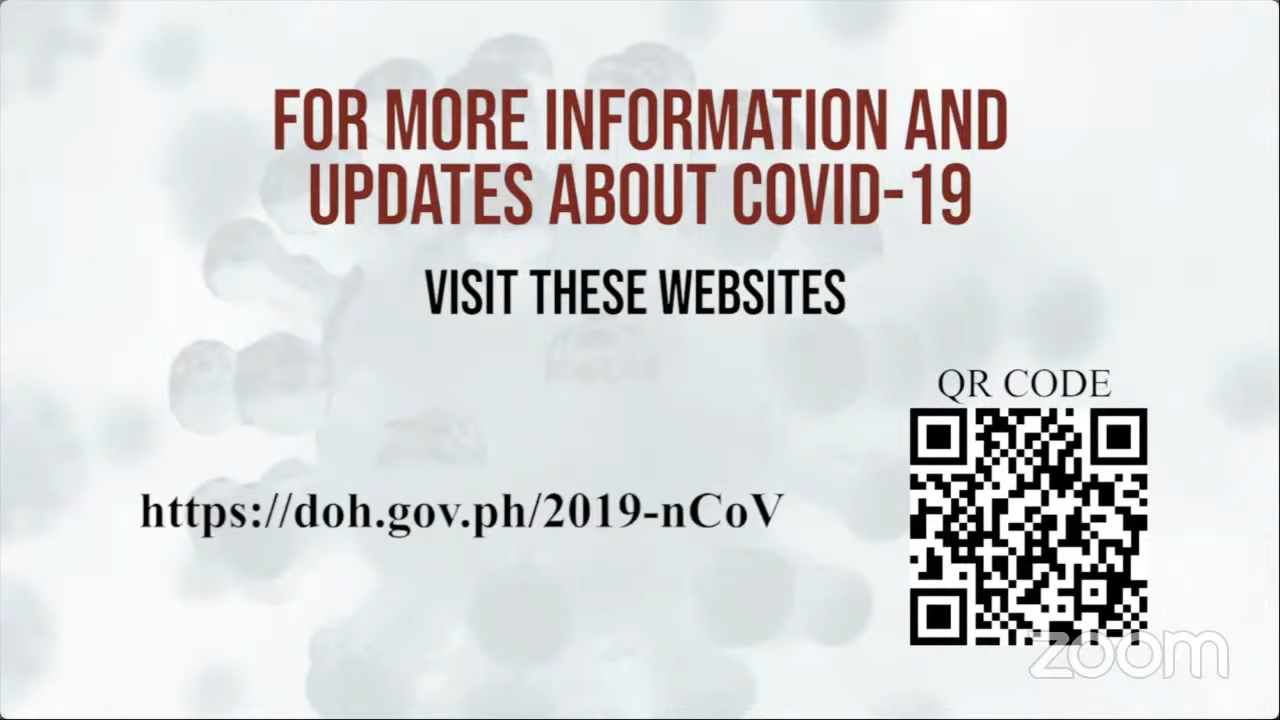 FOR MORE INFORMATION AND
UPDATES ABOUT COVID-19
VISIT THESE WEBSITES
QR CODE
https://doh.gov.ph/2019-nCoV
zoom